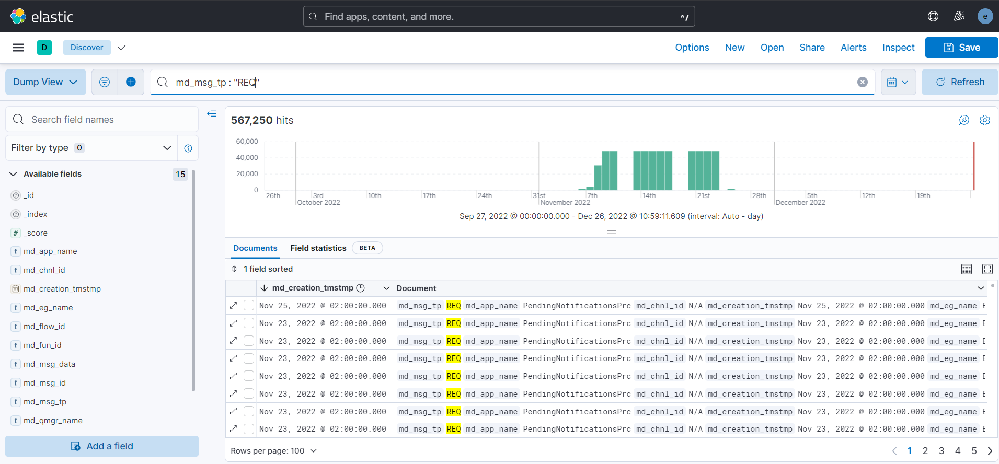 elastic
Find apps, content, and more.
^/
e
D
Discover
Options
New
Open
Share
Alerts
Inspect
Save
Dump View
md_msg_tp : "REQ"
Refresh
Search field names
Filter by type 0
Available fields 15
_id
_index
# _score
t md_app_name
t md_chnl_id
md_creation_tmstmp
t md_eg_name
t md_flow_id
t md_fun_id
t md_msg_data
t md_msg_id
t md_msg_tp
t md_qmgr_name
Add a field
567,250 hits
60,000
40,000
20,000
0
26th 3rd 10th 17th 24th 31st 7th 14th 21st 28th 5th 12th 19th
October 2022 November 2022 December 2022
Sep 27, 2022 @ 00:00:00.000 - Dec 26, 2022 @ 10:59:11.609 (interval: Auto - day)
Documents Field statistics BETA
1 field sorted
md_creation_tmstmp Document
Nov 25, 2022 @ 02:00:00.000 md_msg_tp REQ md_app_name PendingNotificationsPrc md_chnl_id N/A md_creation_tmstmp Nov 25, 2022 @ 02:00:00.000 md_eg_name
Nov 23, 2022 @ 02:00:00.000 md_msg_tp REQ md_app_name PendingNotificationsPrc md_chnl_id N/A md_creation_tmstmp Nov 23, 2022 @ 02:00:00.000 md_eg_name
Nov 23, 2022 @ 02:00:00.000 md_msg_tp REQ md_app_name PendingNotificationsPrc md_chnl_id N/A md_creation_tmstmp Nov 23, 2022 @ 02:00:00.000 md_eg_name
Nov 23, 2022 @ 02:00:00.000 md_msg_tp REQ md_app_name PendingNotificationsPrc md_chnl_id N/A md_creation_tmstmp Nov 23, 2022 @ 02:00:00.000 md_eg_name
Nov 23, 2022 @ 02:00:00.000 md_msg_tp REQ md_app_name PendingNotificationsPrc md_chnl_id N/A md_creation_tmstmp Nov 23, 2022 @ 02:00:00.000 md_eg_name
Nov 23, 2022 @ 02:00:00.000 md_msg_tp REQ md_app_name PendingNotificationsPrc md_chnl_id N/A md_creation_tmstmp Nov 23, 2022 @ 02:00:00.000 md_eg_name
Nov 23, 2022 @ 02:00:00.000 md_msg_tp REQ md_app_name PendingNotificationsPrc md_chnl_id N/A md_creation_tmstmp Nov 23, 2022 @ 02:00:00.000 md_eg_name
Nov 23, 2022 @ 02:00:00.000 md_msg_tp REQ md_app_name PendingNotificationsPrc md_chnl_id N/A md_creation_tmstmp Nov 23, 2022 @ 02:00:00.000 md_eg_name
Rows per page: 100
1 2 3 4 5